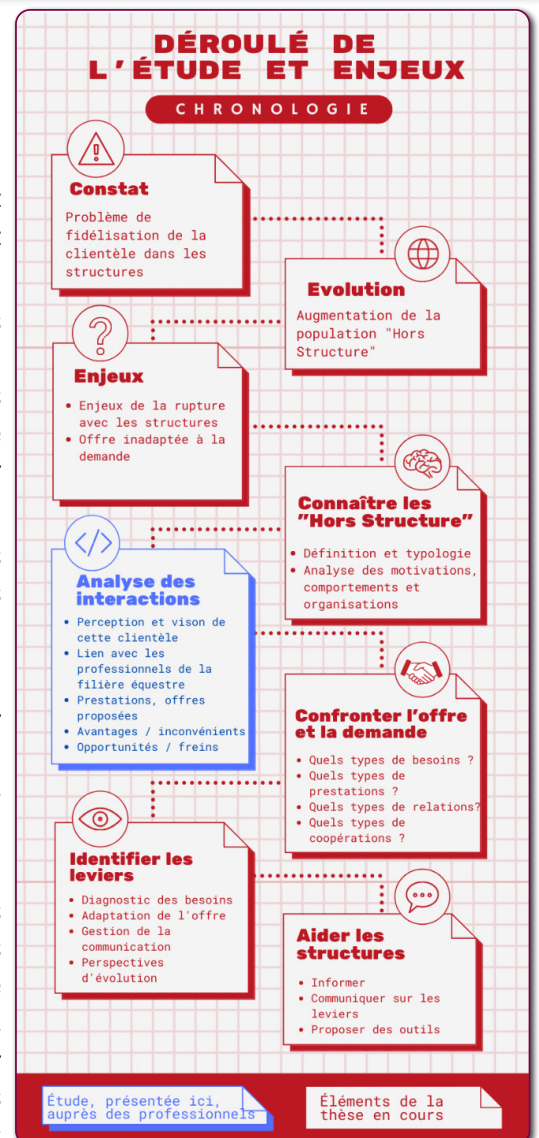 DÉROULÉ DE
L'ÉTUDE ET ENJEUX
CHRONOLOGIE
Constat
Problème de
fidélisation de la
clientèle dans les
structures
Evolution
Augmentation de la
population "Hors
Structure"
Enjeux
• Enjeux de la rupture
avec les structures
• Offre inadaptée à la
demande
Connaître les
"Hors Structure"
• Définition et typologie
• Analyse des motivations,
comportements et
organisations
Analyse des
interactions
• Perception et vison de
cette clientèle
• Lien avec les
professionnels de la
filière équestre
• Prestations, offres
proposées
• Avantages / inconvénients
• Opportunités / freins
Confronter l'offre
et la demande
• Quels types de besoins ?
• Quels types de
prestations ?
• Quels types de relations?
• Quels types de
coopérations ?
Identifier les
leviers
• Diagnostic des besoins
• Adaptation de l'offre
• Gestion de la
communication
• Perspectives
d'évolution
Aider les
structures
• Informer
• Communiquer sur les
leviers
• Proposer des outils
Étude, présentée ici,
auprès des professionnels
Éléments de la
thèse en cours